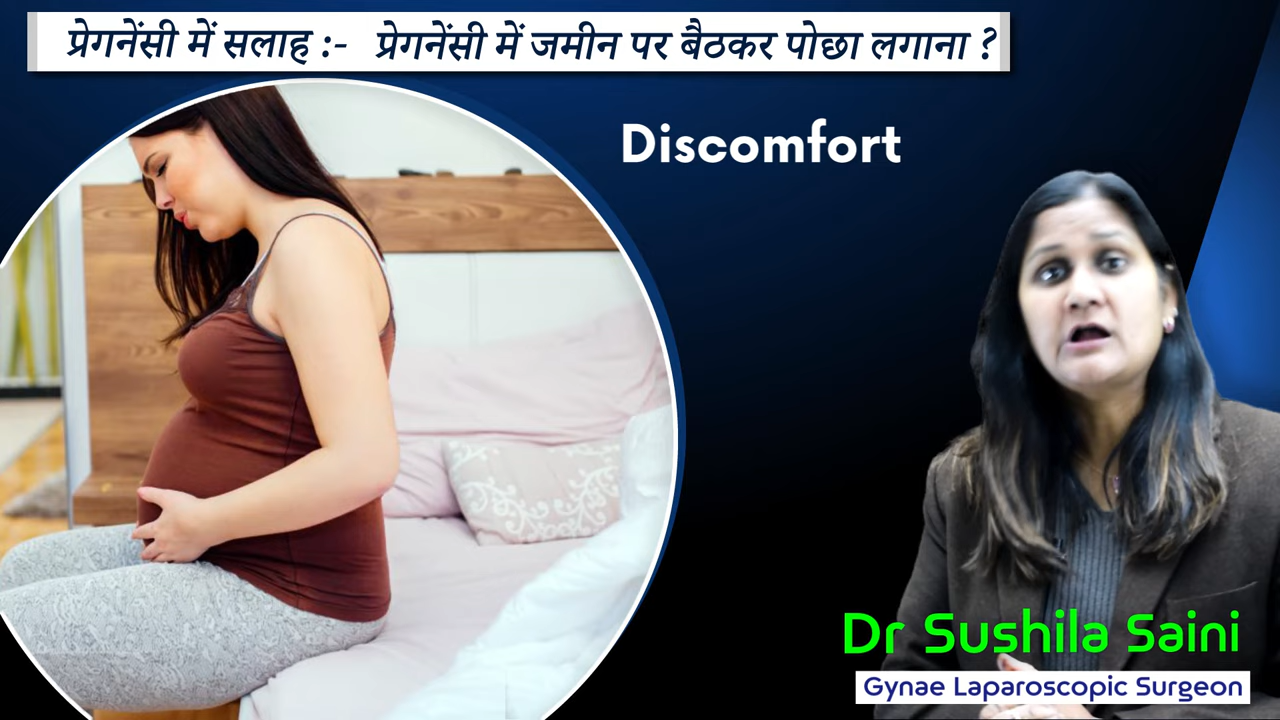 प्रेगनेंसी में सलाह :- प्रेगनेंसी में जमीन पर बैठकर पोछा लगाना ?
Discomfort
Dr Sushila Saini
Gynae Laparoscopic Surgeon